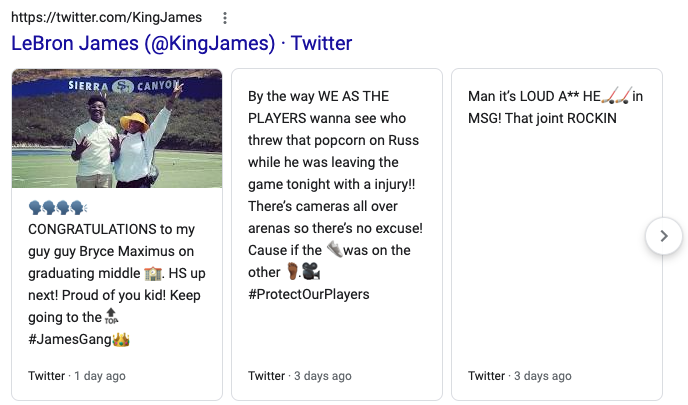 https://twitter.com/KingJames
LeBron James (@KingJames) · Twitter
SIERRA SC CANYON
🗣️🗣️🗣️🗣️
CONGRATULATIONS to my
guy guy Bryce Maximus on
graduating middle 🏫. HS up
next! Proud of you kid! Keep
going to the🔝
#JamesGang👑
Twitter · 1 day ago
By the way WE AS THE
PLAYERS wanna see who
threw that popcorn on Russ
while he was leaving the
game tonight with a injury!!
There’s cameras all over
arenas so there’s no excuse!
Cause if the 👟was on the
other 🦶🏾.🎥
#ProtectOurPlayers
Twitter · 3 days ago
Man it’s LOUD A** HE🏒🏒in
MSG! That joint ROCKIN
Twitter · 3 days ago